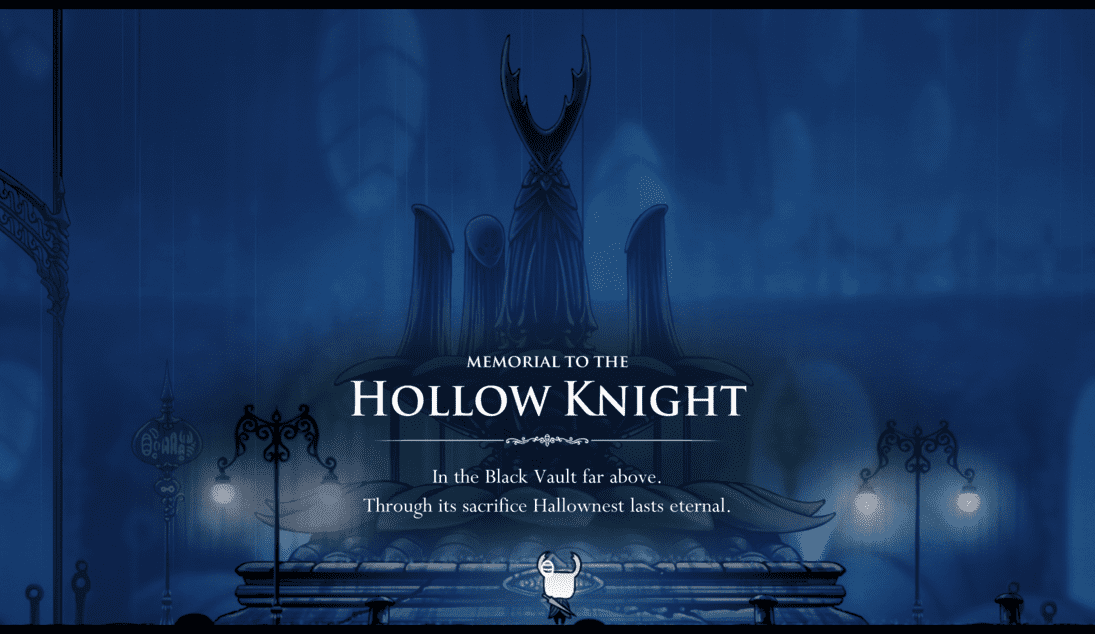 MEMORIAL TO THE
HOLLOW KNIGHT
In the Black Vault far above.
Through its sacrifice Hallownest lasts eternal.